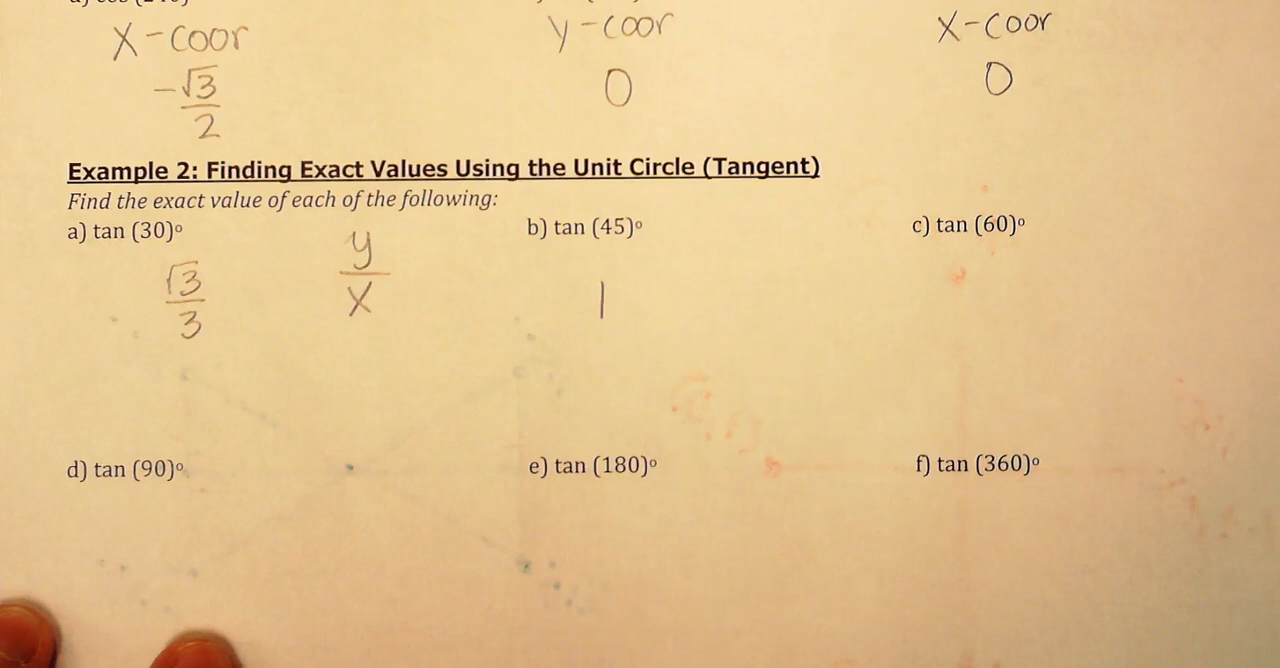 X-coor y-coor X-coor
-√3/2 0 0
Example 2: Finding Exact Values Using the Unit Circle (Tangent)
Find the exact value of each of the following:
a) tan (30)° b) tan (45)° c) tan (60)°
√3/3 y/x 1
d) tan (90)° e) tan (180)° f) tan (360)°